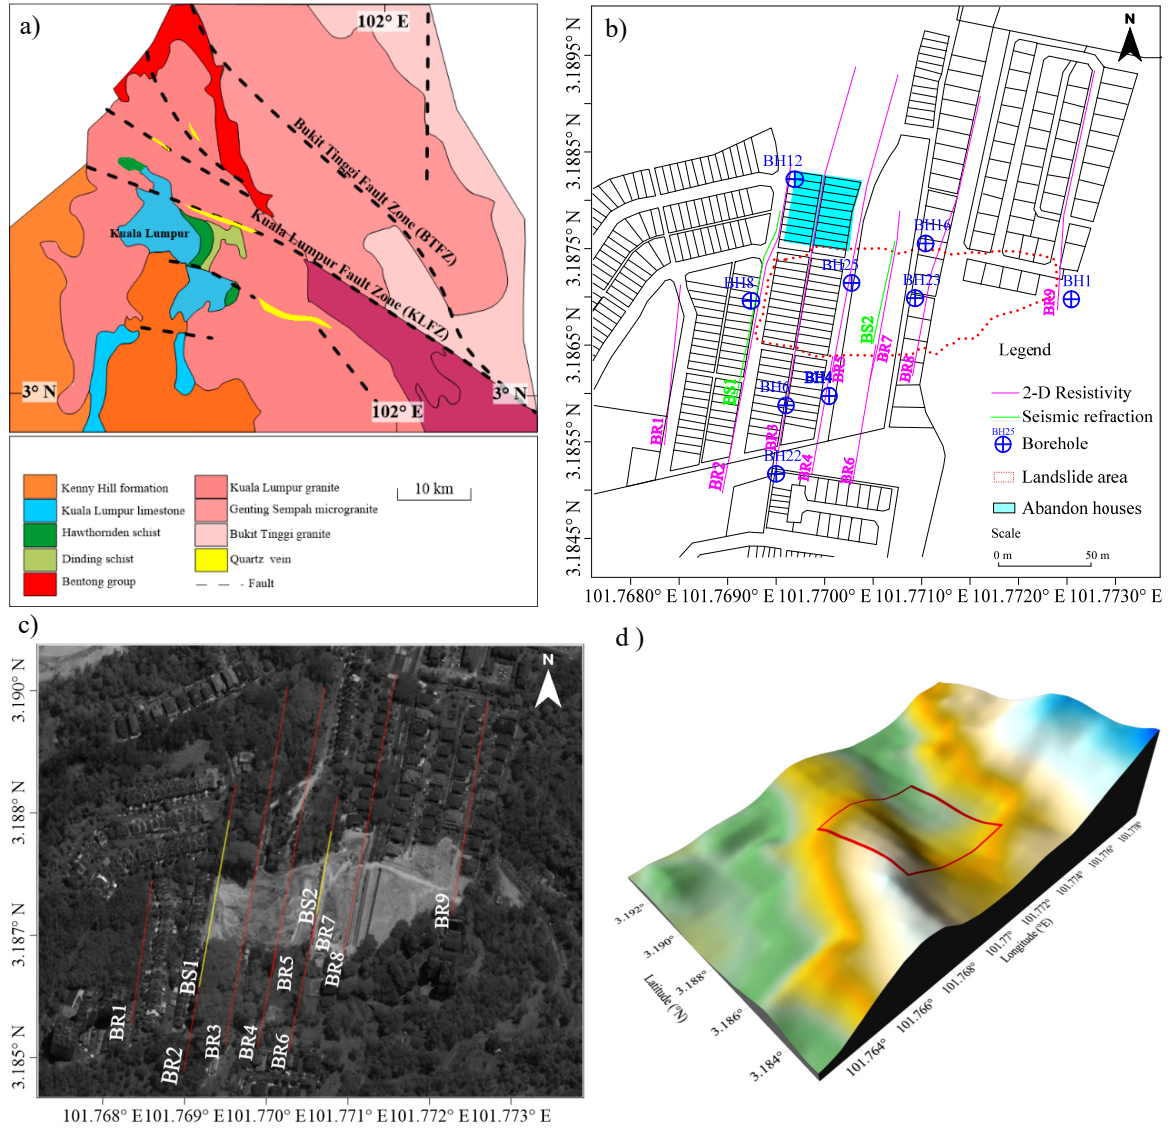 a)
102° E
Bukit Tinggi Fault Zone (BTFZ)
Kuala Lumpur Fault Zone (KLFZ)
Kuala Lumpur
3° N
3° N
102° E
Kenny Hill formation
Kuala Lumpur limestone
Hawthornden schist
Dinding schist
Bentong group
Kuala Lumpur granite
Genting Sempah microgranite
Bukit Tinggi granite
Quartz vein
Fault
10 km
b)
N
3.1895° N
3.1885° N
3.1875° N
3.1865° N
3.1855° N
3.1845° N
BH12
BH16
BH25
BH8
BH23
BH1
BR9
BS2
BR7
BR8
BR5
BH4
BH6
BS1
BR1
BR3
BH22
BR4
BR6
BR2
Legend
2-D Resistivity
Seismic refraction
BH25
Borehole
Landslide area
Abandon houses
Scale
0 m 50 m
101.7680° E 101.7690° E 101.7700° E 101.7710° E 101.7720° E 101.7730° E
c)
N
3.190° N
3.188° N
3.187° N
3.185° N
BS2
BR7
BR9
BR8
BR5
BS1
BR1
BR3
BR4
BR6
BR2
101.768° E 101.769° E 101.770° E 101.771° E 101.772° E 101.773° E
d )
3.192°
3.190°
3.188°
3.186°
3.184°
Latitude (°N)
101.764°
101.766°
101.768°
101.77°
101.772°
101.774°
101.776°
101.778°
Longitude (°E)